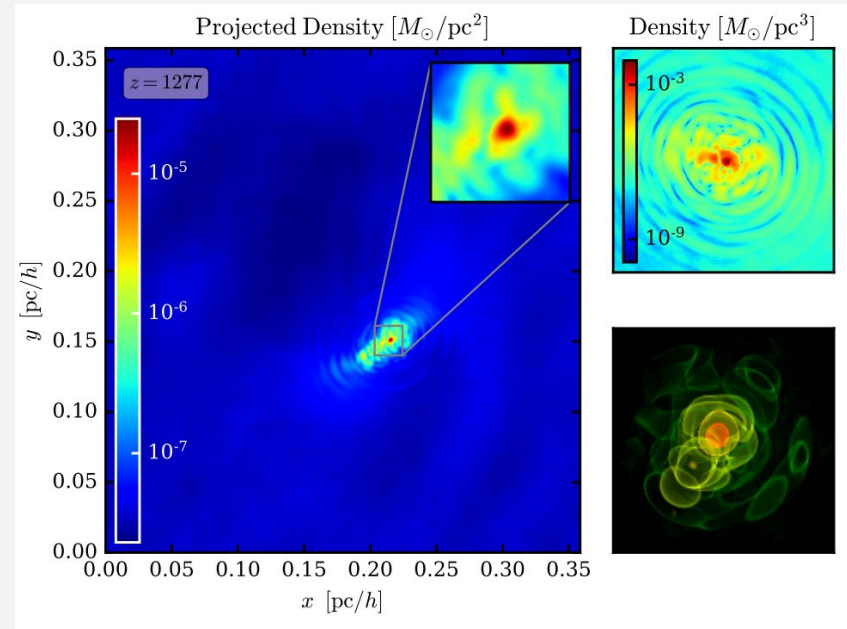 Projected Density [M⊙/pc²]
Density [M⊙/pc³]
z = 1277
10⁻⁵
10⁻⁶
10⁻⁷
10⁻³
10⁻⁹
0.35
0.30
0.25
0.20
0.15
0.10
0.05
0.00
y [pc/h]
0.00 0.05 0.10 0.15 0.20 0.25 0.30 0.35
x [pc/h]